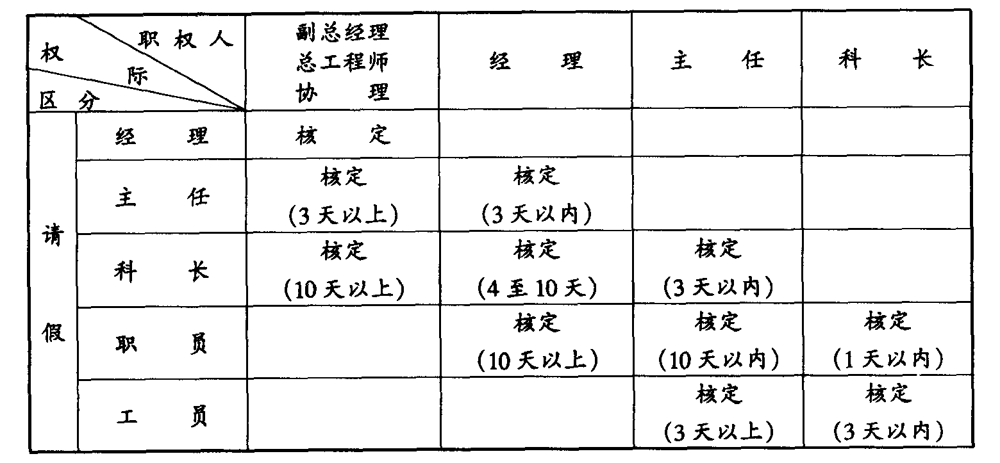 职权人
权
际
区分
副总经理
总工程师
协理
经理
主任
科长
请假
经理
核定
主任
核定
(3天以上)
核定
(3天以内)
科长
核定
(10天以上)
核定
(4至10天)
核定
(3天以内)
职员
核定
(10天以上)
核定
(10天以内)
核定
(1天以内)
工员
核定
(3天以上)
核定
(3天以内)